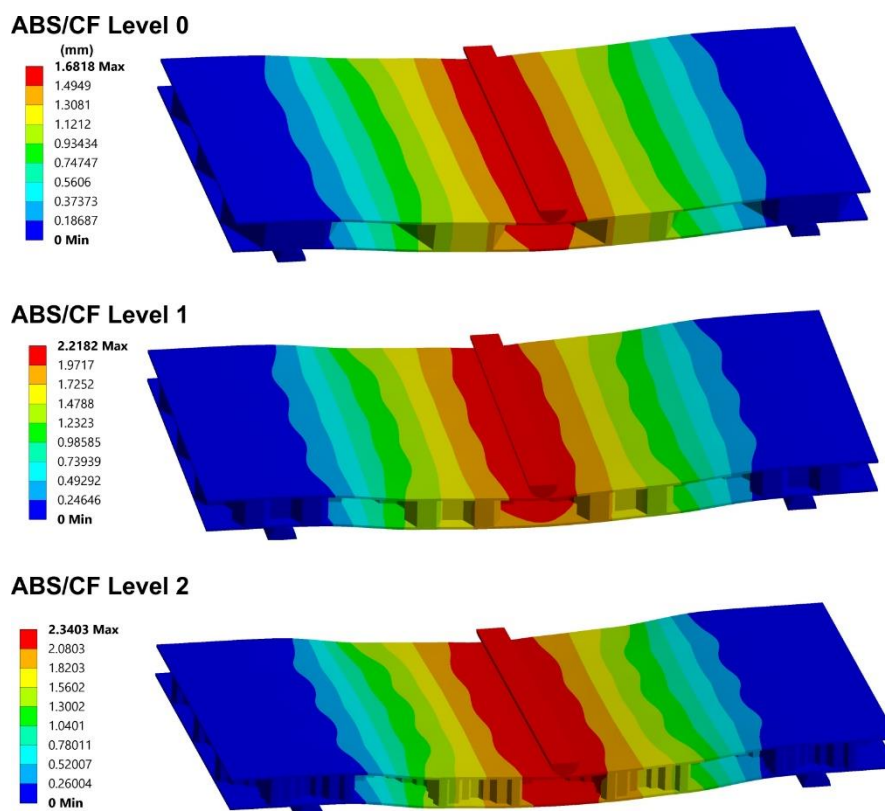 ABS/CF Level 0
(mm)
1.6818 Max
1.4949
1.3081
1.1212
0.93434
0.74747
0.5606
0.37373
0.18687
0 Min
ABS/CF Level 1
2.2182 Max
1.9717
1.7252
1.4788
1.2323
0.98585
0.73939
0.49292
0.24646
0 Min
ABS/CF Level 2
2.3403 Max
2.0803
1.8203
1.5602
1.3002
1.0401
0.78011
0.52007
0.26004
0 Min